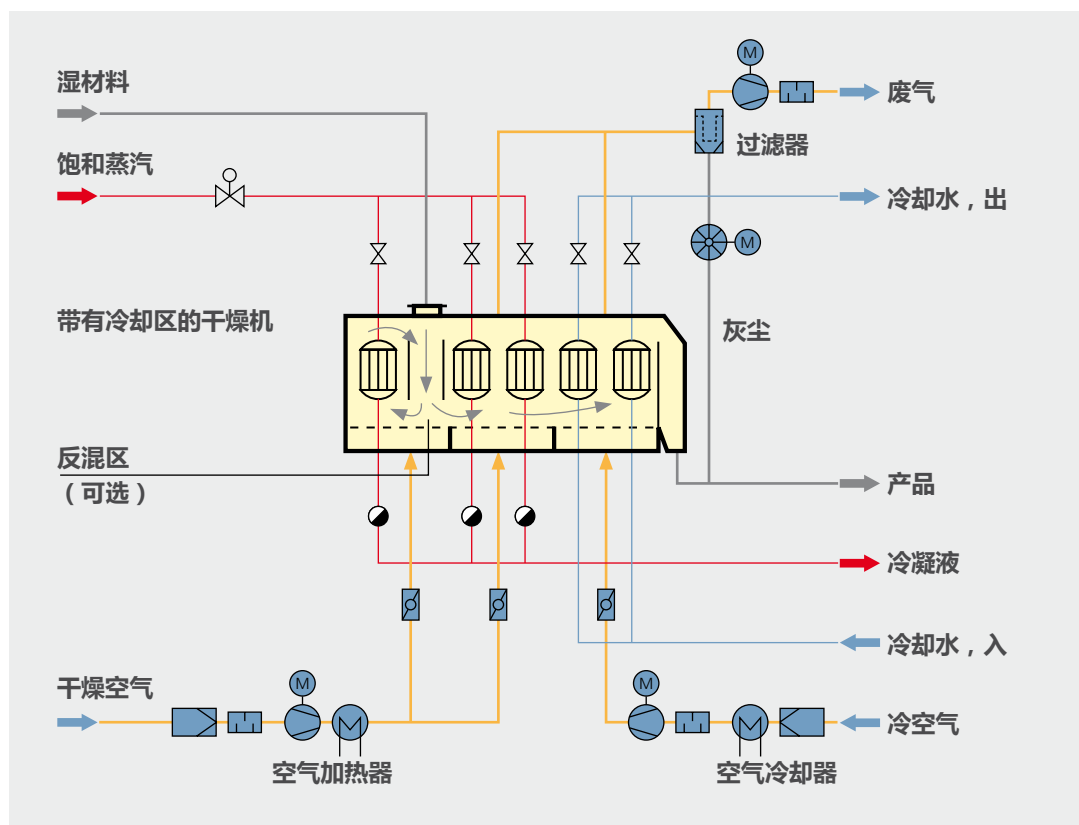 湿材料
饱和蒸汽
带有冷却区的干燥机
反混区
（可选）
干燥空气
M
空气加热器
M
废气
过滤器
冷却水，出
M
灰尘
产品
冷凝液
冷却水，入
M
冷空气
空气冷却器